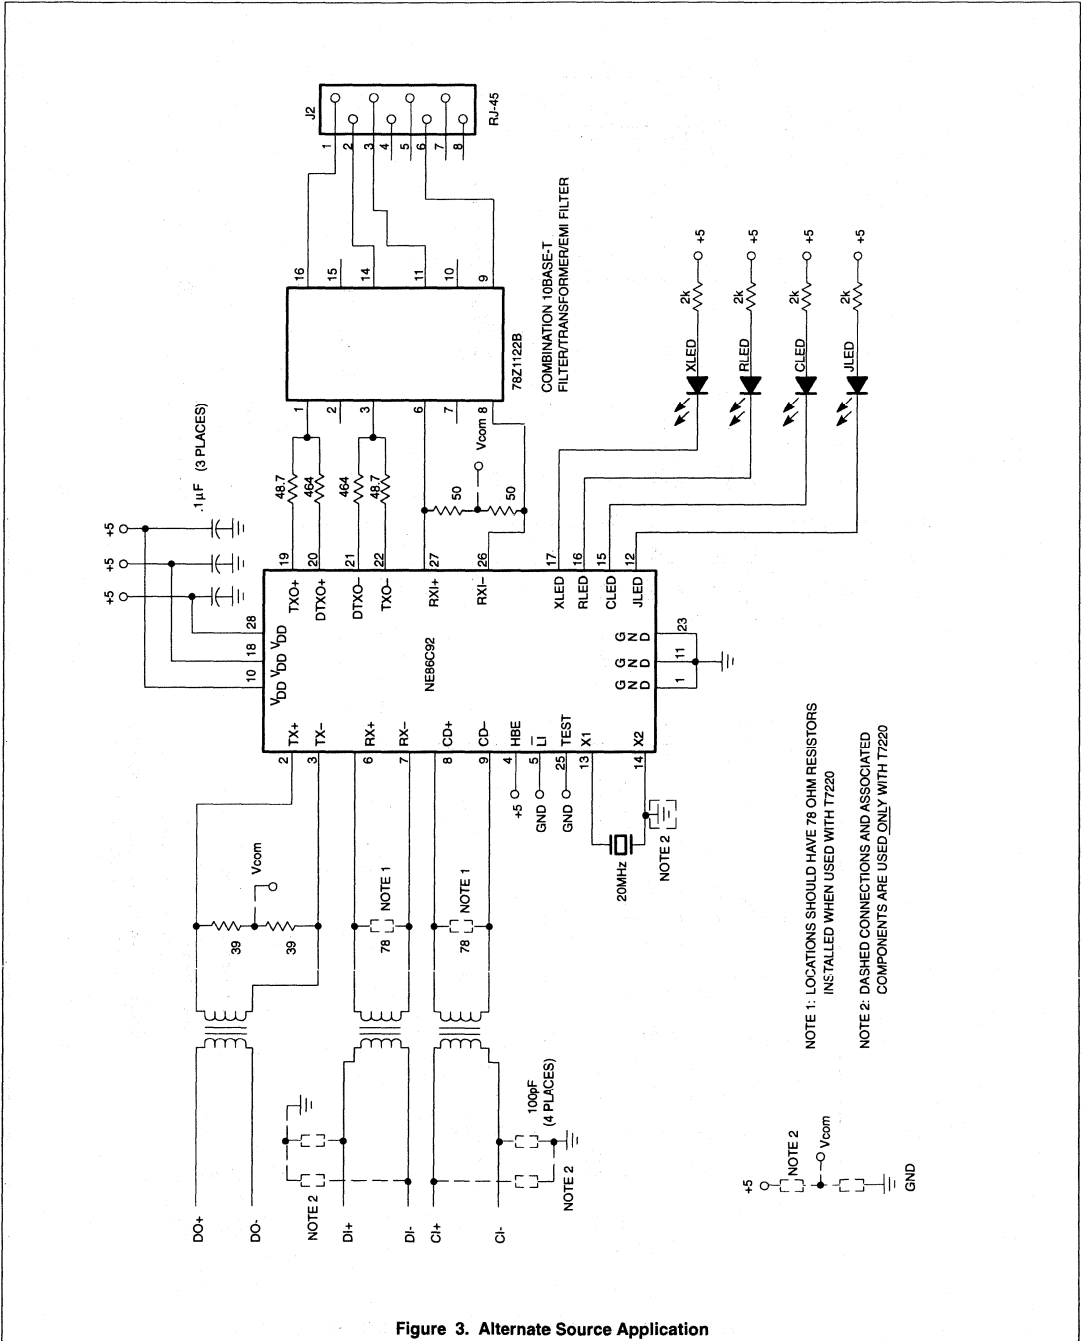 J2
RJ-45
1
2
3
4
5
6
7
8
COMBINATION 10BASE-T
FILTER/TRANSFORMER/EMI FILTER
16
15
14
11
10
9
78Z1122B
1
2
3
6
7
8
Vcom
.1µF (3 PLACES)
+5
+5
+5
48.7
464
464
48.7
50
50
XLED
RLED
CLED
JLED
2k
2k
2k
2k
+5
+5
+5
+5
19
20
21
22
27
26
17
16
15
12
TXO+
DTXO+
DTXO–
TXO–
RXI+
RXI–
XLED
RLED
CLED
JLED
28
18
10
VDD
VDD
VDD
NE86C92
GND
GND
GND
23
11
1
TX+
TX–
RX+
RX–
CD+
CD–
HBE
LI
TEST
X1
X2
2
3
6
7
8
9
4
5
25
13
14
+5
GND
GND
20MHz
NOTE 2
Vcom
39
39
78
NOTE 1
78
NOTE 1
NOTE 2
100pF
(4 PLACES)
NOTE 2
DO+
DO-
DI+
DI-
CI+
CI-
NOTE 1: LOCATIONS SHOULD HAVE 78 OHM RESISTORS
INSTALLED WHEN USED WITH T7220
NOTE 2: DASHED CONNECTIONS AND ASSOCIATED
COMPONENTS ARE USED ONLY WITH T7220
+5
NOTE 2
Vcom
GND
Figure 3. Alternate Source Application